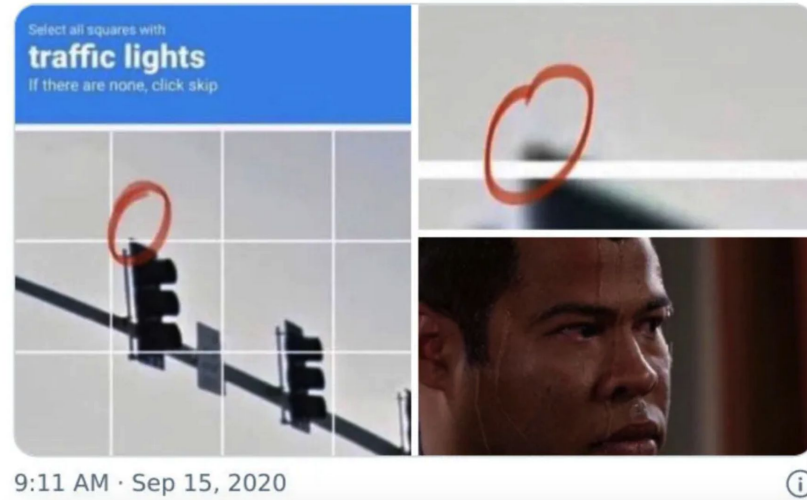 Select all squares with
traffic lights
If there are none, click skip
9:11 AM · Sep 15, 2020